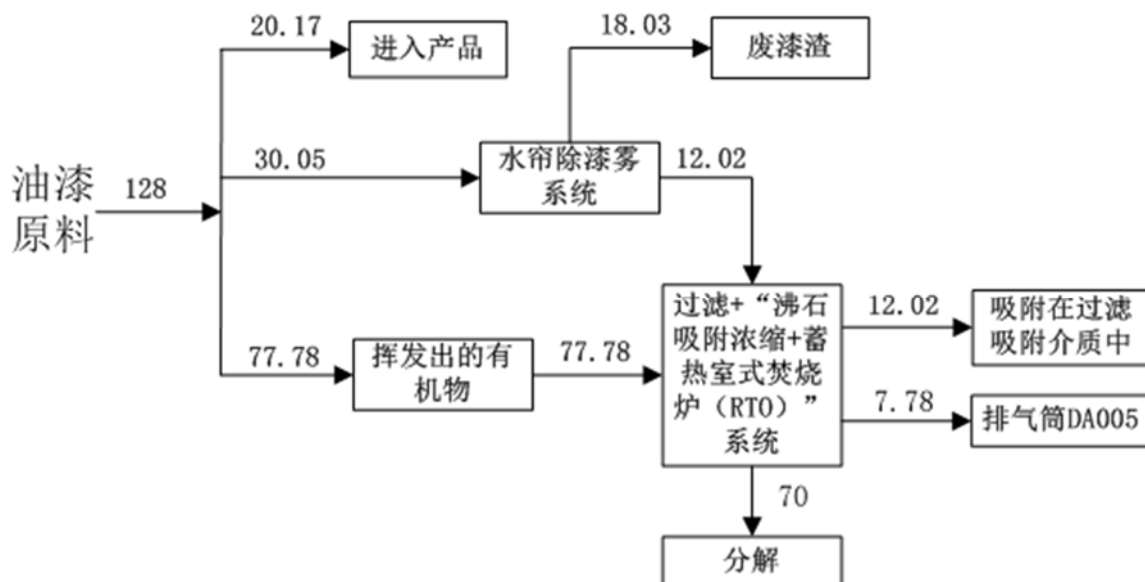 20.17
进入产品
18.03
废漆渣
油漆
原料
128
30.05
水帘除漆雾
系统
12.02
77.78
挥发出的有
机物
77.78
过滤+“沸石
吸附浓缩+蓄
热室式焚烧
炉（RTO）”
系统
12.02
吸附在过滤
吸附介质中
7.78
排气筒DA005
70
分解